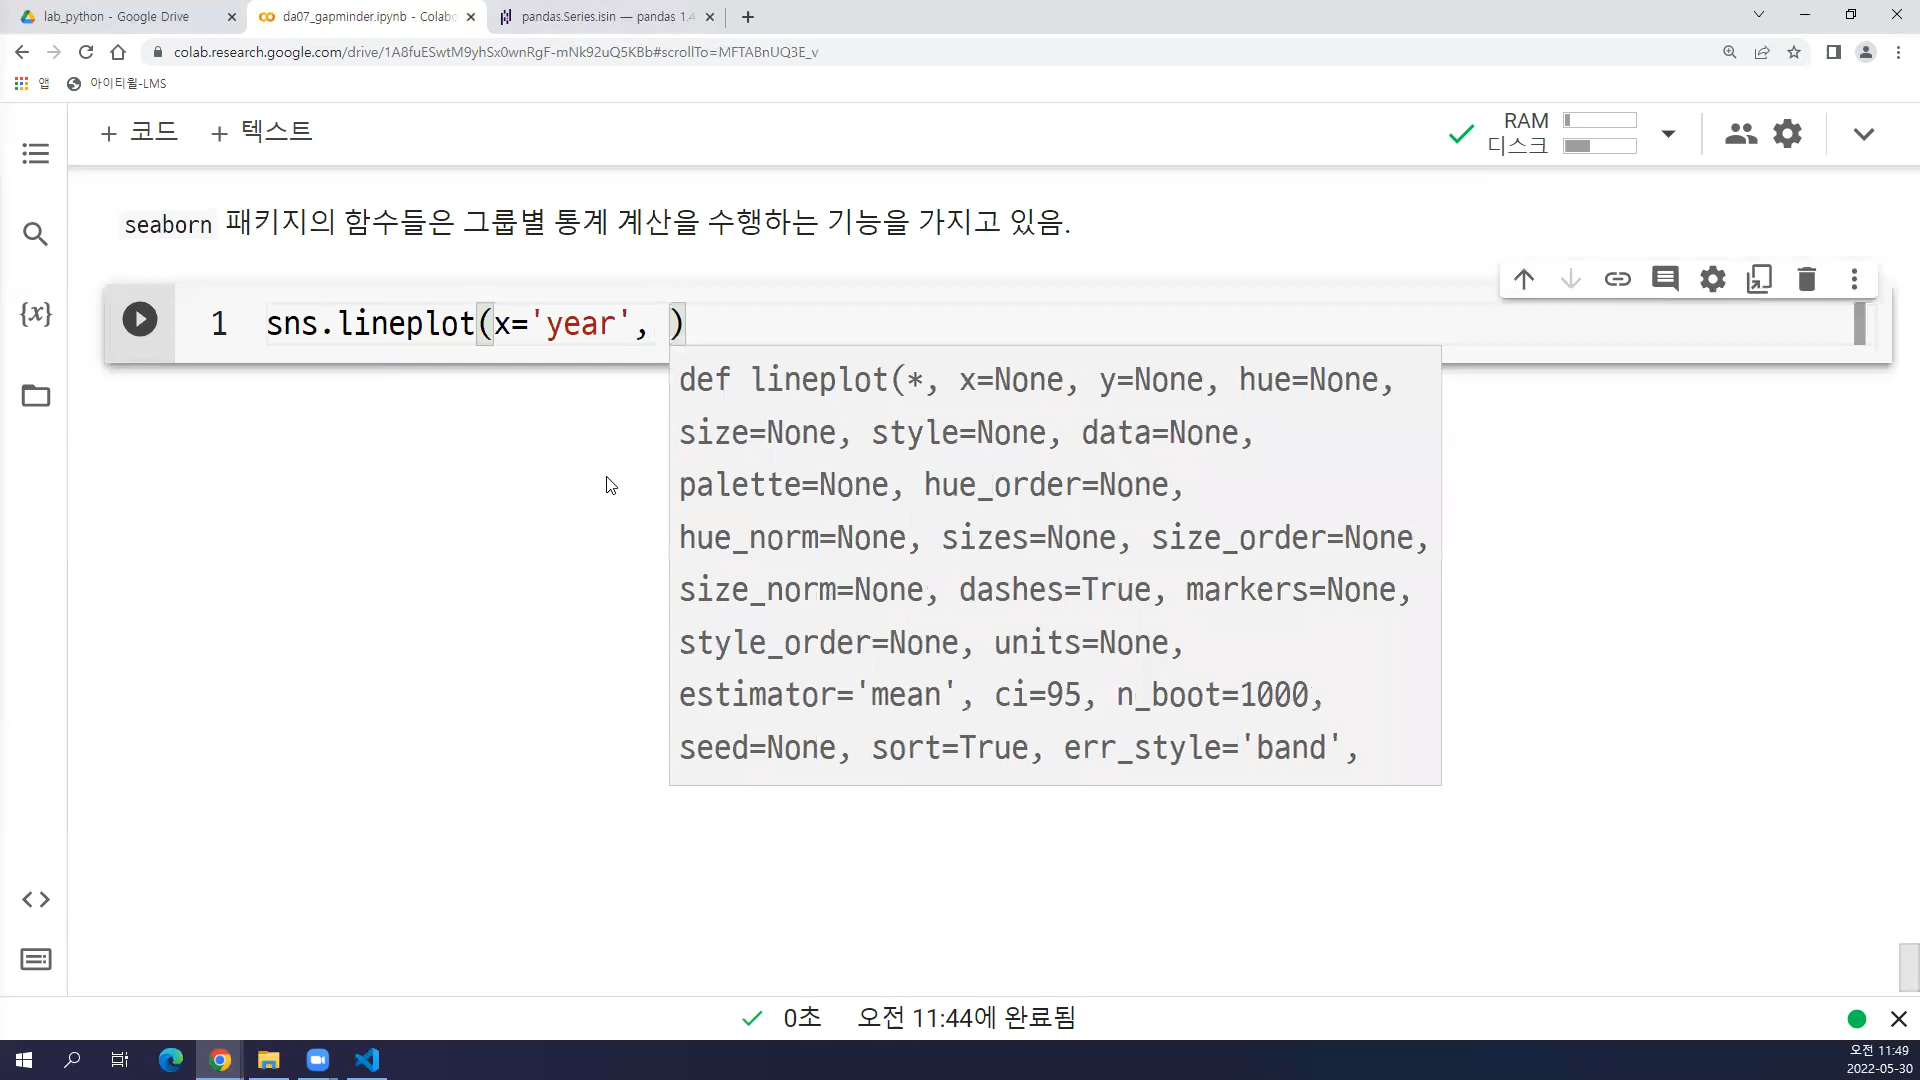 lab_python - Google Drive
da07_gapminder.ipynb - Colabo
pandas.Series.isin — pandas 1.4
colab.research.google.com/drive/1A8fuESwtM9yhSx0wnRgF-mNk92uQ5KBb#scrollTo=MFTABnUQ3E_v
앱 아이티윌-LMS
+ 코드 + 텍스트
RAM
디스크
seaborn 패키지의 함수들은 그룹별 통계 계산을 수행하는 기능을 가지고 있음.
{x}
1 sns.lineplot(x='year', )
def lineplot(*, x=None, y=None, hue=None,
size=None, style=None, data=None,
palette=None, hue_order=None,
hue_norm=None, sizes=None, size_order=None,
size_norm=None, dashes=True, markers=None,
style_order=None, units=None,
estimator='mean', ci=95, n_boot=1000,
seed=None, sort=True, err_style='band',
0초 오전 11:44에 완료됨
오전 11:49
2022-05-30